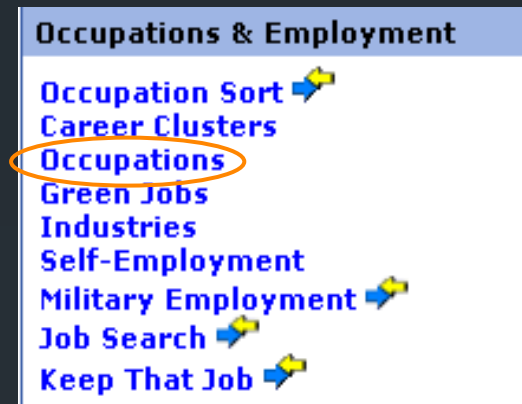 Occupations & Employment
Occupation Sort
Career Clusters
Occupations
Green Jobs
Industries
Self-Employment
Military Employment
Job Search
Keep That Job